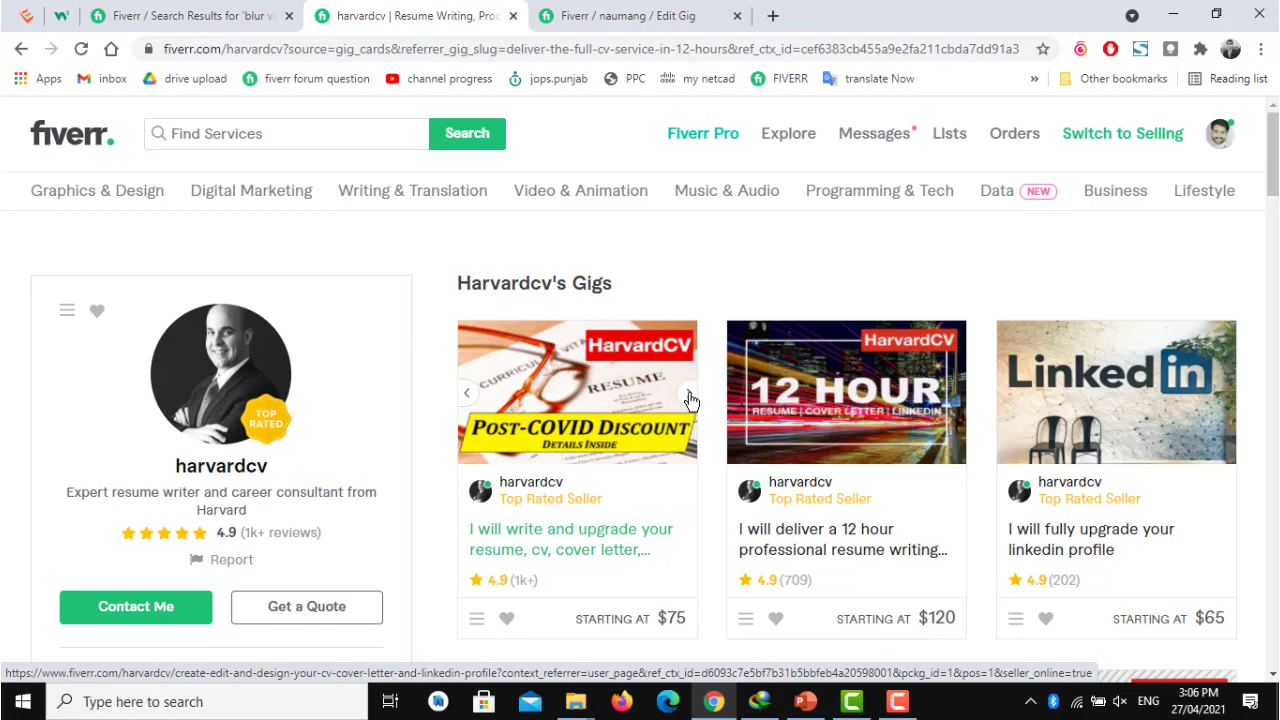 Fiverr / Search Results for 'blur v
harvardcv | Resume Writing, Proc
Fiverr / naumang / Edit Gig
fiverr.com/harvardcv?source=gig_cards&referrer_gig_slug=deliver-the-full-cv-service-in-12-hours&ref_ctx_id=cef6383cb455a9e2fa211cbda7dd91a3
Apps
inbox
drive upload
fiverr forum question
channel progress
jops.punjab
PPC
my netcad
FIVERR
translate Now
»
Other bookmarks
Reading list
fiverr.
Find Services
Search
Fiverr Pro
Explore
Messages
Lists
Orders
Switch to Selling
Graphics & Design
Digital Marketing
Writing & Translation
Video & Animation
Music & Audio
Programming & Tech
Data NEW
Business
Lifestyle
TOP
RATED
harvardcv
Expert resume writer and career consultant from
Harvard
4.9 (1k+ reviews)
Report
Contact Me
Get a Quote
Harvardcv's Gigs
HarvardCV
CURRICULUM VITAE
RESUME
POST-COVID DISCOUNT
DETAILS INSIDE
harvardcv
Top Rated Seller
I will write and upgrade your
resume, cv, cover letter,...
4.9 (1k+)
STARTING AT $75
HarvardCV
12 HOUR
RESUME | COVER LETTER | LINKEDIN
harvardcv
Top Rated Seller
I will deliver a 12 hour
professional resume writing...
4.9 (709)
STARTING AT $120
LinkedIn
harvardcv
Top Rated Seller
I will fully upgrade your
linkedin profile
4.9 (202)
STARTING AT $65
https://www.fiverr.com/harvardcv/create-edit-and-design-your-cv-cover-letter-and-linkedin-profile?context_referrer=user_page&ref_ctx_id=d6093c7e5bf7b31b5bbfeb4a20598001&pckg_id=1&pos=1&seller_online=true
Type here to search
ENG
3:06 PM
27/04/2021